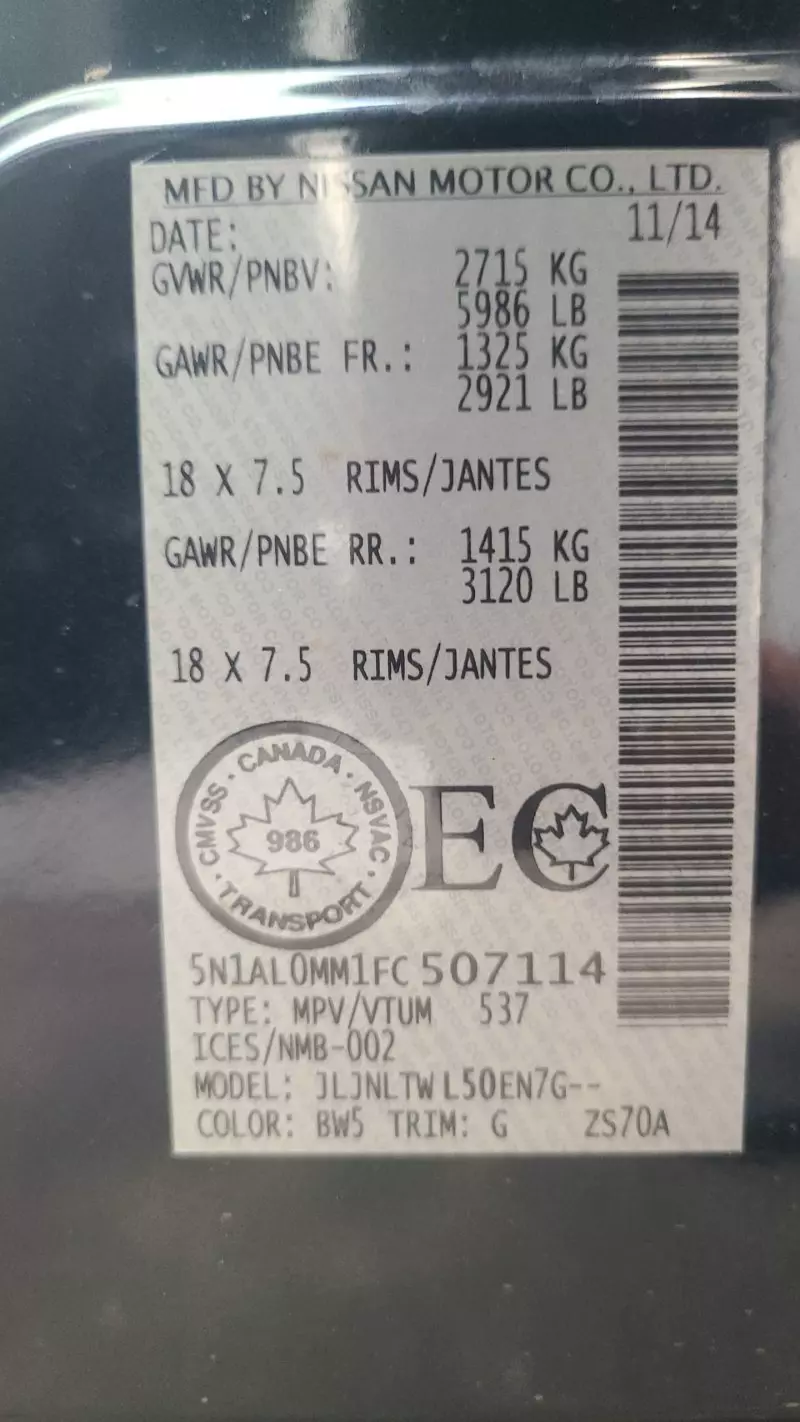 MFD BY NISSAN MOTOR CO., LTD.
DATE: 11/14
GVWR/PNBV: 2715 KG
5986 LB
GAWR/PNBE FR.: 1325 KG
2921 LB
18 X 7.5 RIMS/JANTES
GAWR/PNBE RR.: 1415 KG
3120 LB
18 X 7.5 RIMS/JANTES
CANADA · NSVAC · TRANSPORT · CMVSS ·
986
EC
5N1AL0MM1FC507114
TYPE: MPV/VTUM 537
ICES/NMB-002
MODEL: JLJNLTWL50EN7G--
COLOR: BW5 TRIM: G ZS70A